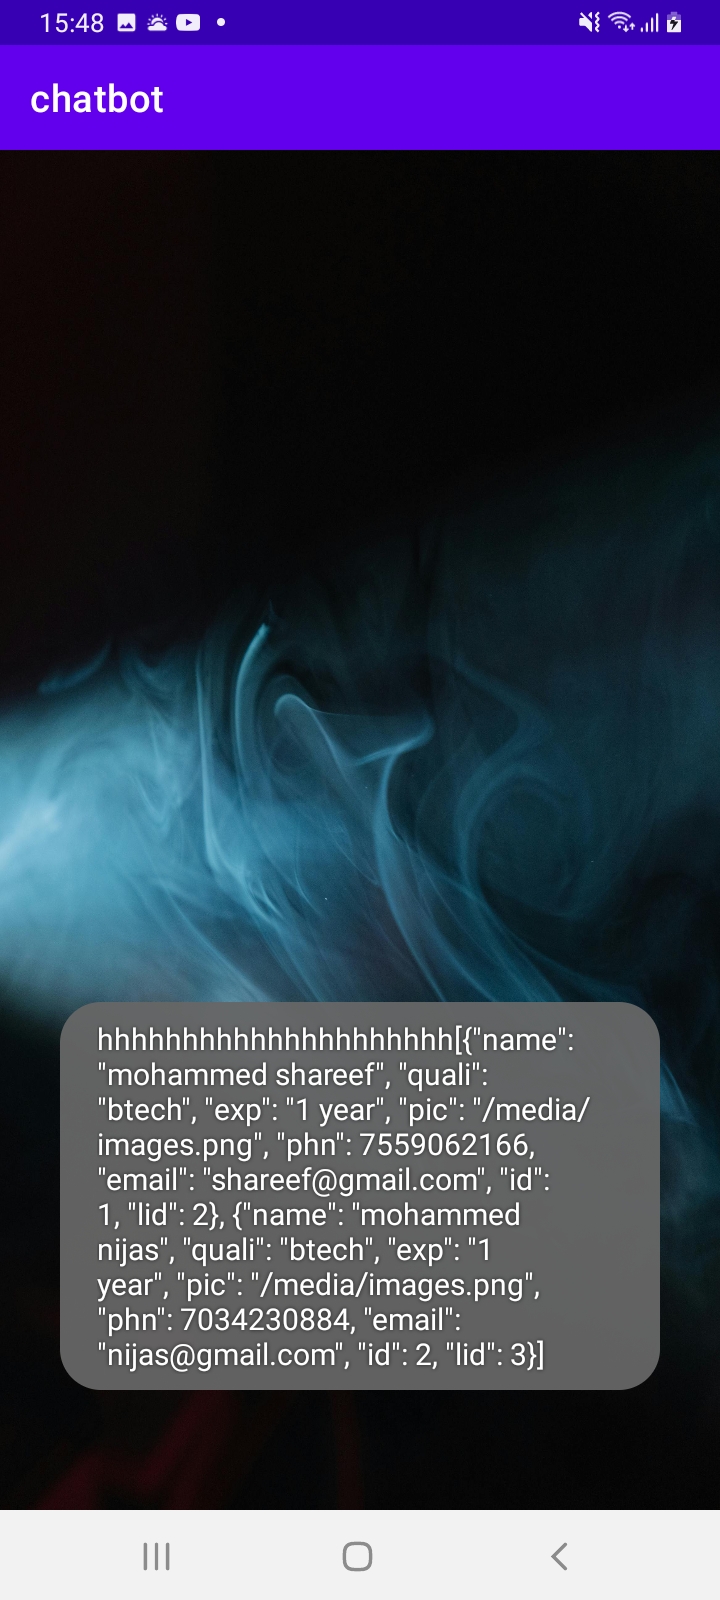 15:48
chatbot
hhhhhhhhhhhhhhhhhhhhhhhhh[{"name":
"mohammed shareef", "quali":
"btech", "exp": "1 year", "pic": "/media/
images.png", "phn": 7559062166,
"email": "shareef@gmail.com", "id":
1, "lid": 2}, {"name": "mohammed
nijas", "quali": "btech", "exp": "1
year", "pic": "/media/images.png",
"phn": 7034230884, "email":
"nijas@gmail.com", "id": 2, "lid": 3}]